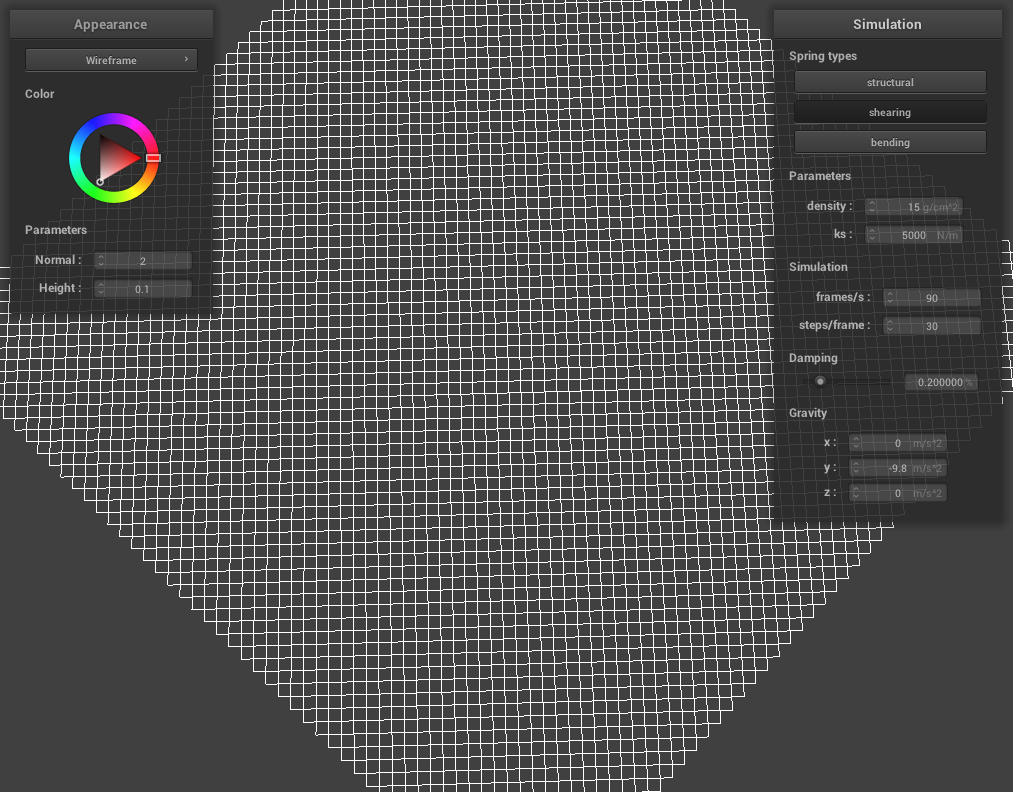 Appearance
Wireframe ›
Color
Parameters
Normal : 2
Height : 0.1
Simulation
Spring types
structural
shearing
bending
Parameters
density : 15 g/cm^2
ks : 5000 N/m
Simulation
frames/s : 90
steps/frame : 30
Damping
0.200000 %
Gravity
x : 0 m/s^2
y : -9.8 m/s^2
z : 0 m/s^2